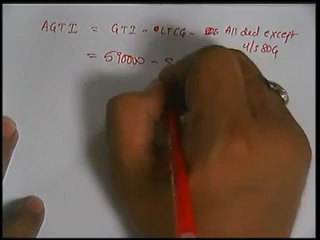 AGTI = GTI - LTCG - All ded except
u/s 80G
= 590000 -